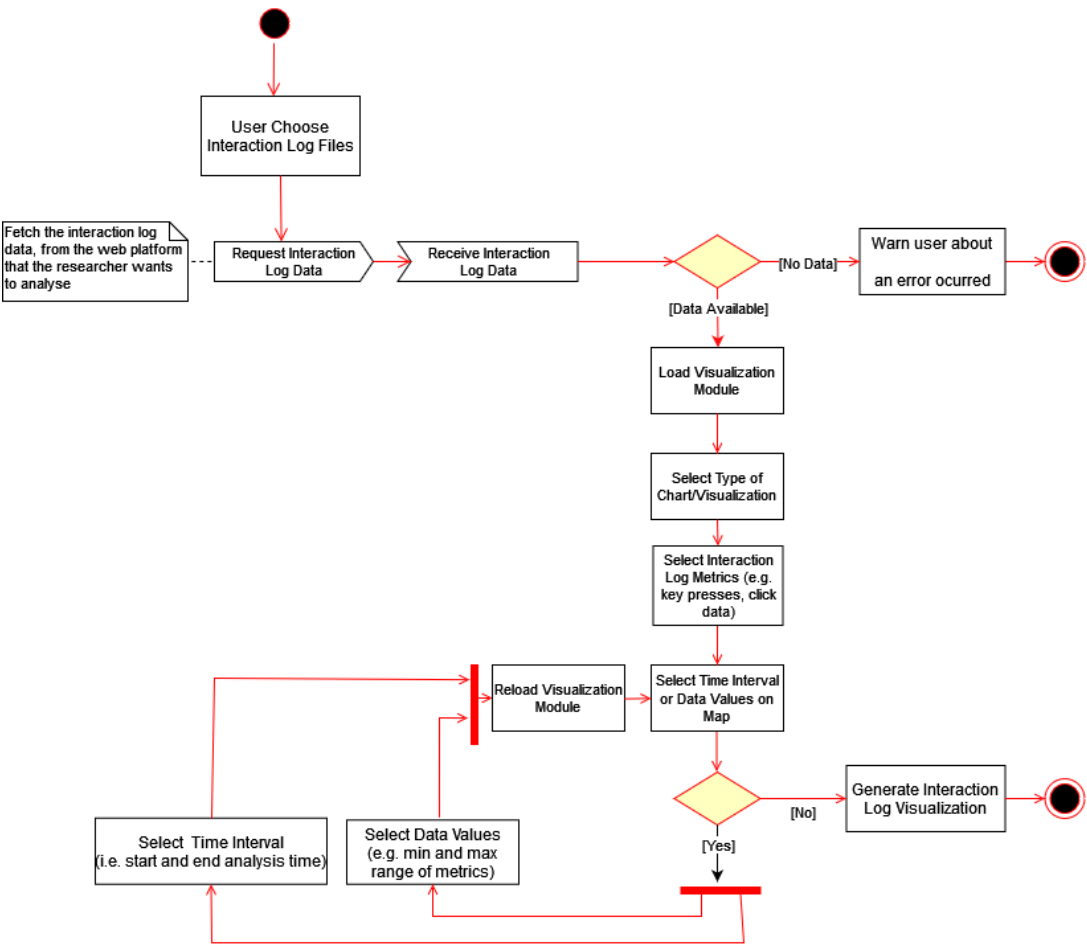 User Choose
Interaction Log Files
Fetch the interaction log
data, from the web platform
that the researcher wants
to analyse
Request Interaction
Log Data
Receive Interaction
Log Data
[No Data]
Warn user about
an error ocurred
[Data Available]
Load Visualization
Module
Select Type of
Chart/Visualization
Select Interaction
Log Metrics (e.g.
key presses, click
data)
Reload Visualization
Module
Select Time Interval
or Data Values on
Map
[No]
Generate Interaction
Log Visualization
[Yes]
Select Time Interval
(i.e. start and end analysis time)
Select Data Values
(e.g. min and max
range of metrics)